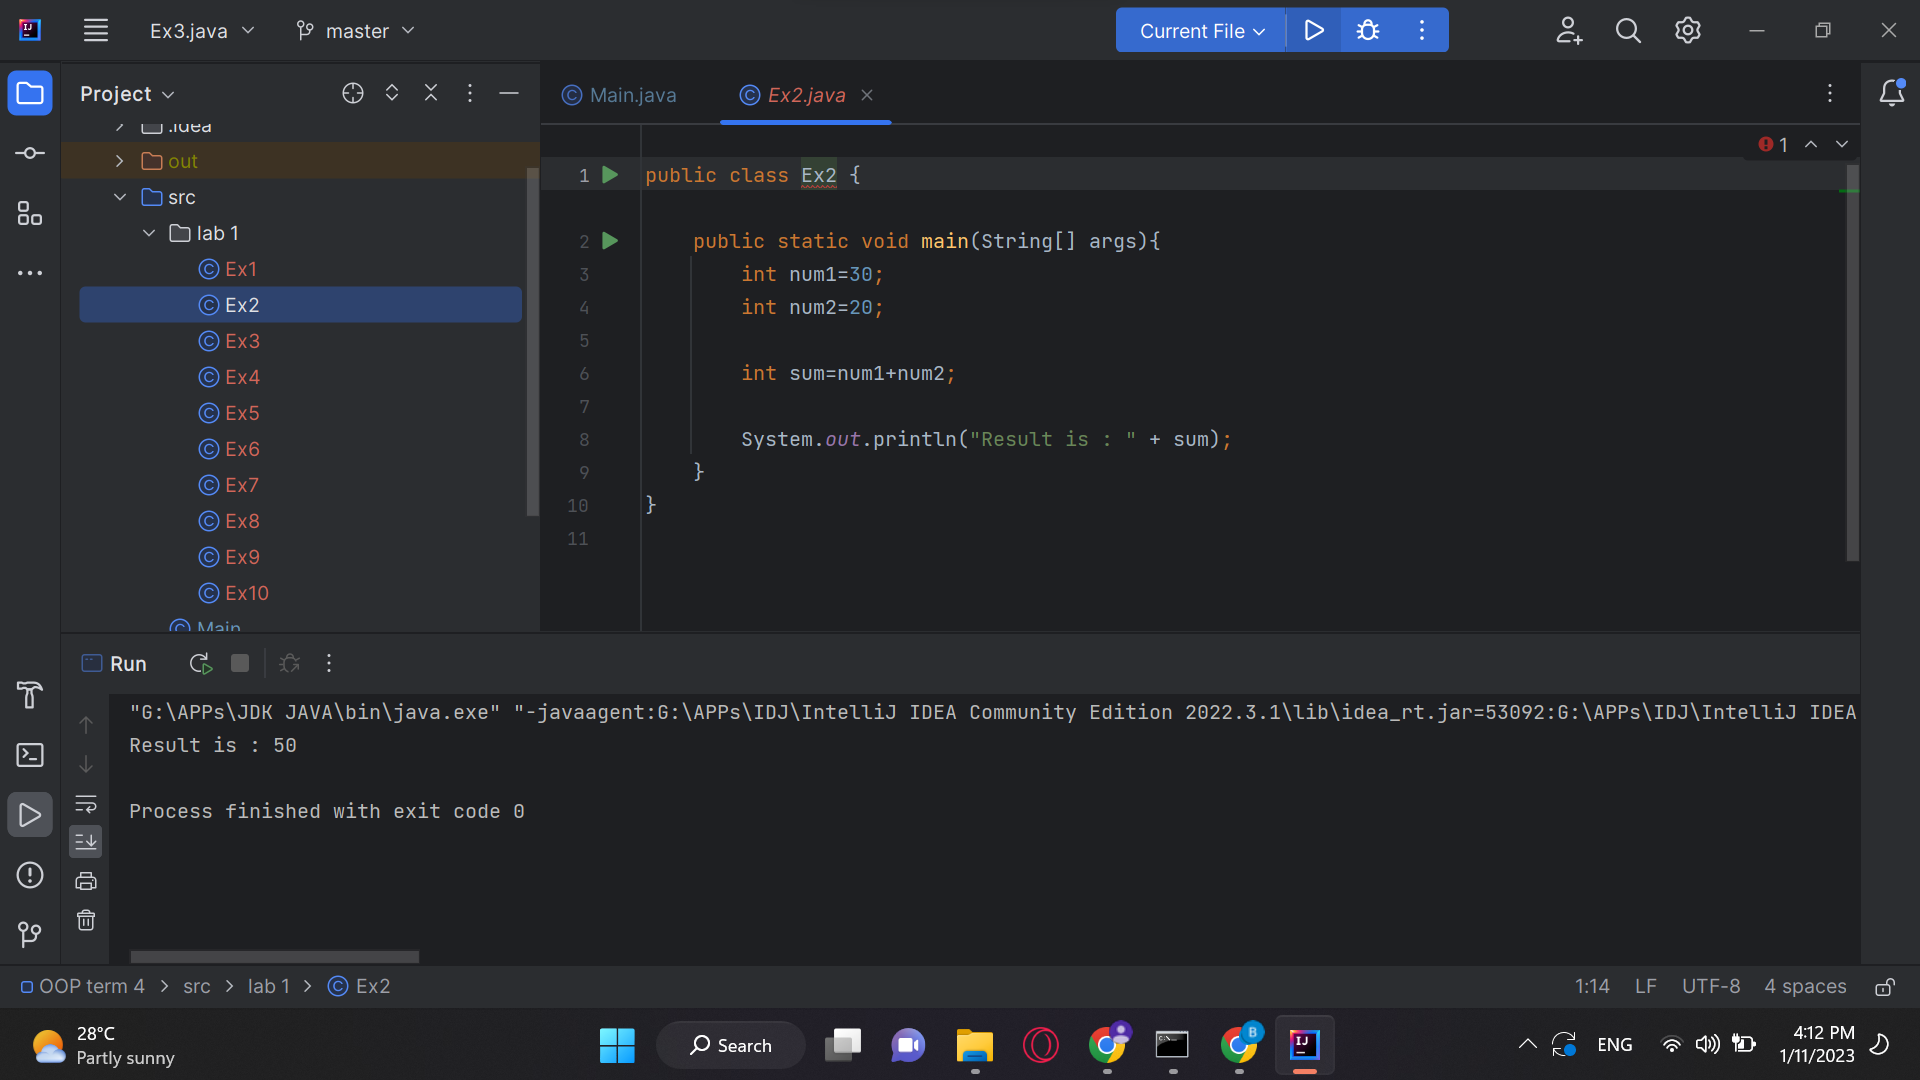 Ex3.java
master
Current File
Project
.idea
out
src
lab 1
Ex1
Ex2
Ex3
Ex4
Ex5
Ex6
Ex7
Ex8
Ex9
Ex10
Main
Main.java
Ex2.java
1
1 public class Ex2 {
2 public static void main(String[] args){
3 int num1=30;
4 int num2=20;
5
6 int sum=num1+num2;
7
8 System.out.println("Result is : " + sum);
9 }
10 }
11
Run
"G:\APPs\JDK JAVA\bin\java.exe" "-javaagent:G:\APPs\IDJ\IntelliJ IDEA Community Edition 2022.3.1\lib\idea_rt.jar=53092:G:\APPs\IDJ\IntelliJ IDEA
Result is : 50
Process finished with exit code 0
OOP term 4 > src > lab 1 > Ex2
1:14 LF UTF-8 4 spaces
28°C
Partly sunny
Search
ENG
4:12 PM
1/11/2023